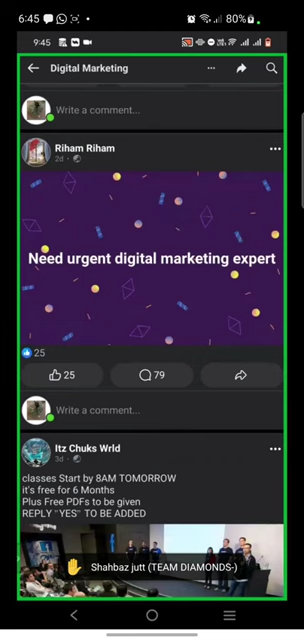 6:45
80%
9:45
Digital Marketing
Write a comment...
Riham Riham
2d
Need urgent digital marketing expert
25
25
79
Write a comment...
Itz Chuks Wrld
3d
classes Start by 8AM TOMORROW
it's free for 6 Months
Plus Free PDFs to be given
REPLY "YES" TO BE ADDED
Shahbaz jutt (TEAM DIAMONDS-)